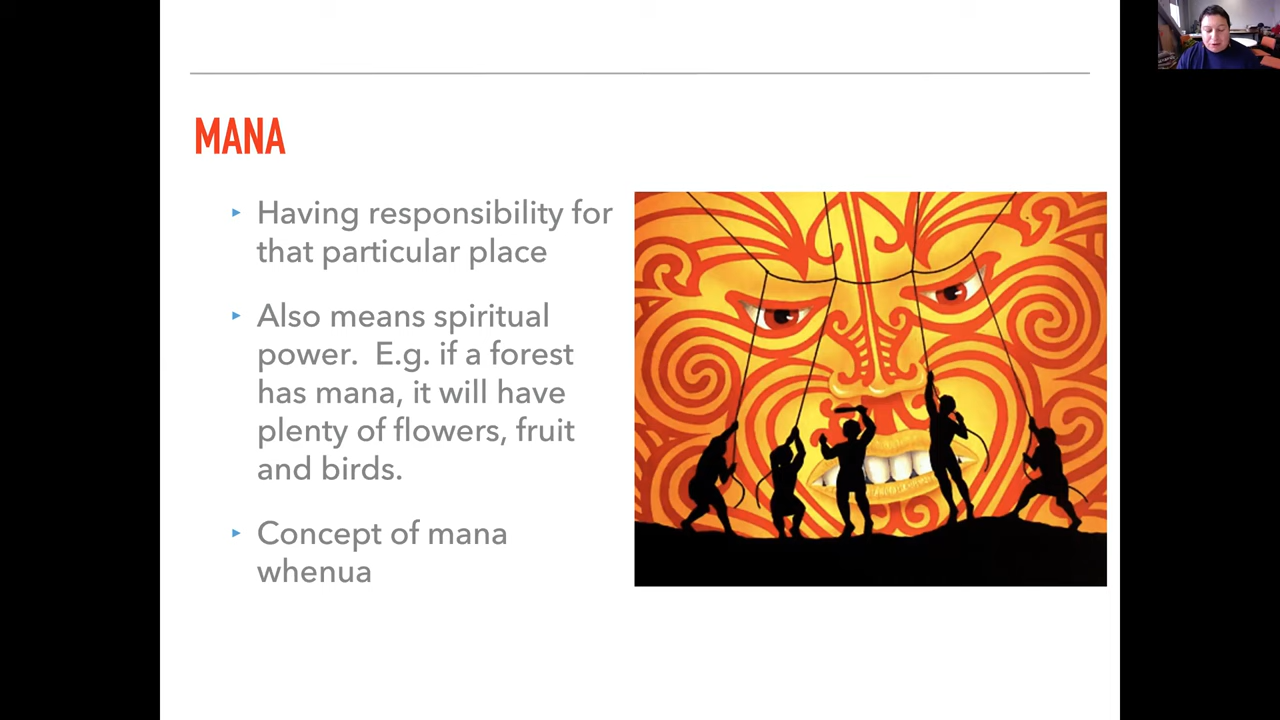 MANA
Having responsibility for
that particular place
Also means spiritual
power.  E.g. if a forest
has mana, it will have
plenty of flowers, fruit
and birds.
Concept of mana
whenua